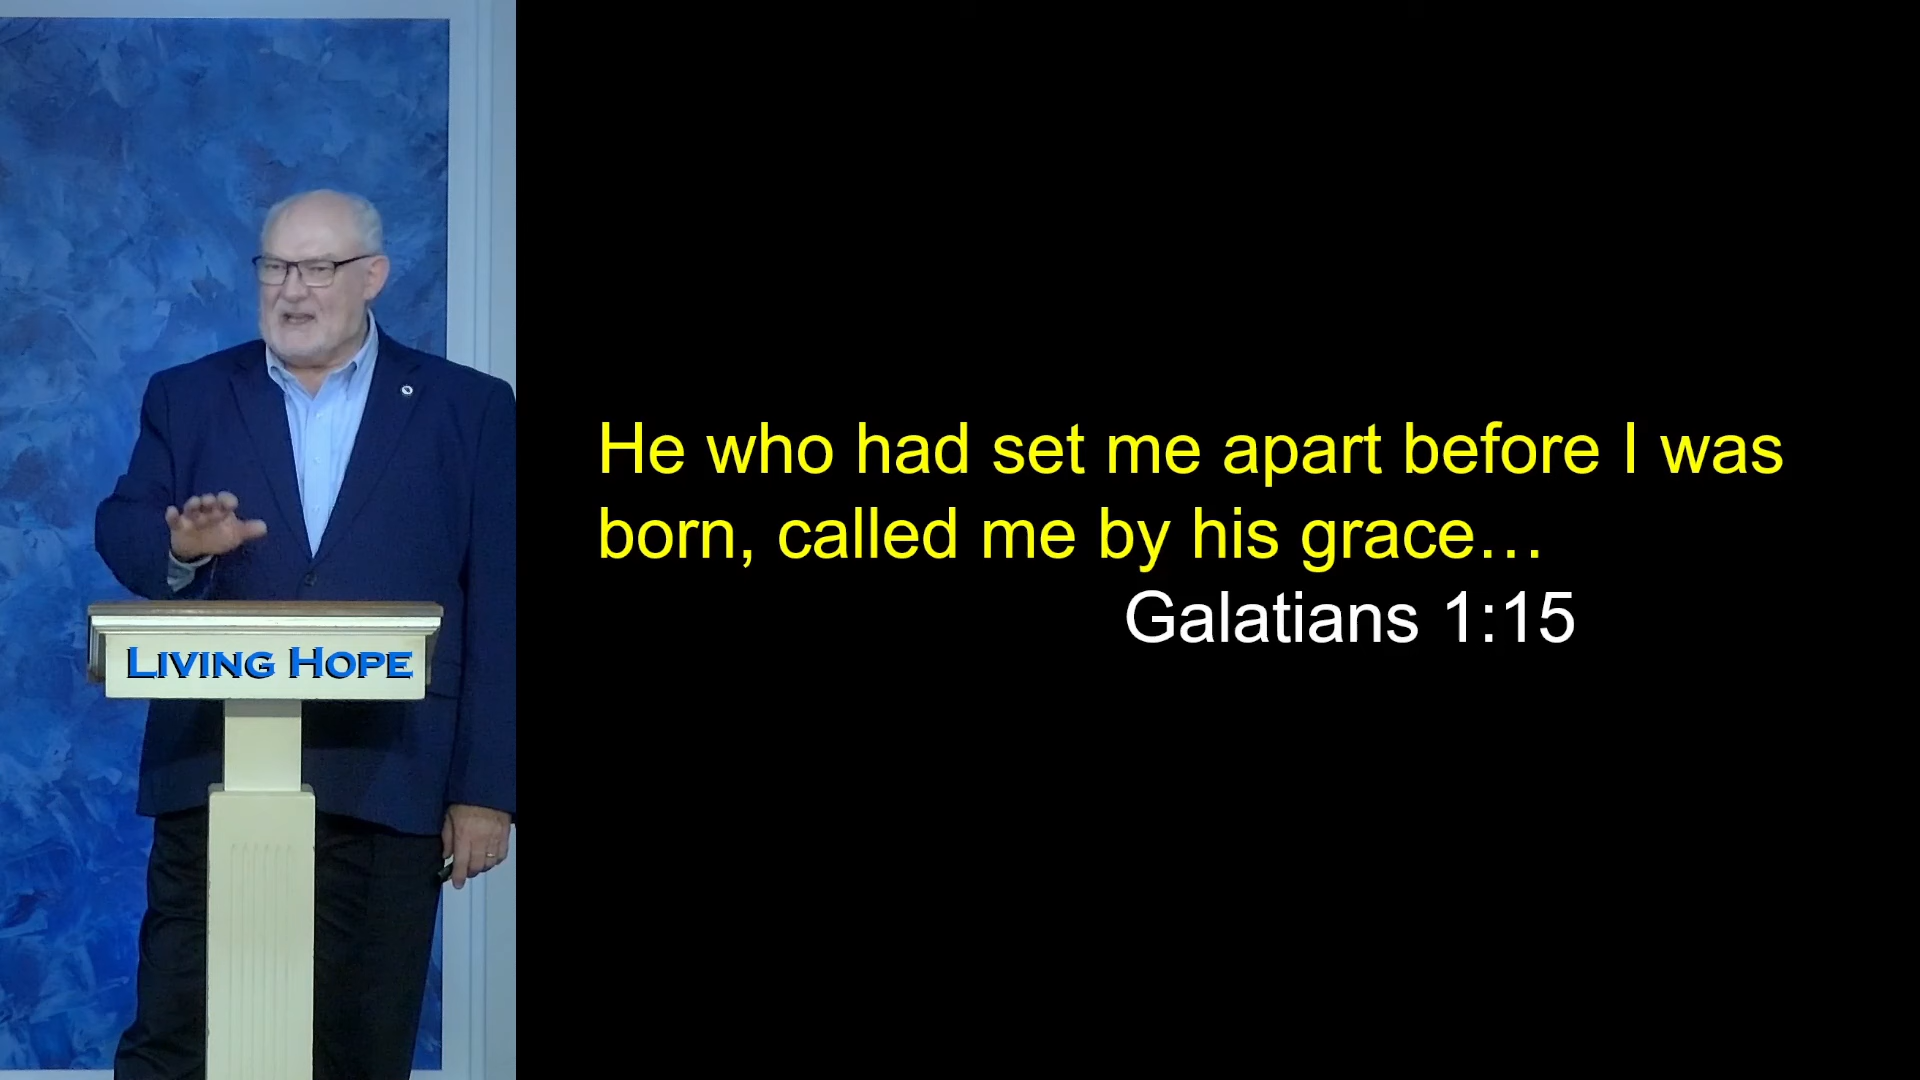 Living Hope
He who had set me apart before I was
born, called me by his grace…
Galatians 1:15